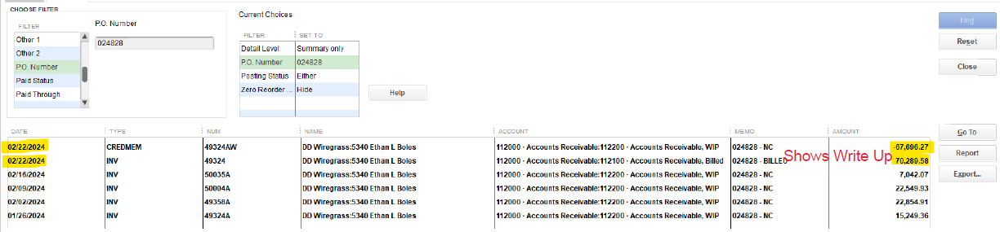 CHOOSE FILTER
FILTER
Other 1
Other 2
P.O. Number
Paid Status
Paid Through
P.O. Number
024828
Current Choices
FILTER SET TO
Detail Level Summary only
P.O. Number 024828
Posting Status Either
Zero Reorder ... Hide
Help
Find
Reset
Close
DATE TYPE NUM NAME ACCOUNT MEMO AMOUNT
02/22/2024 CREDMEM 49324AW DD Wiregrass:5340 Ethan L Boles 112000 · Accounts Receivable:112200 · Accounts Receivable, WIP 024828 - NC -67,696.27
02/22/2024 INV 49324 DD Wiregrass:5340 Ethan L Boles 112000 · Accounts Receivable:112100 · Accounts Receivable, Billed 024828 - BILLED 70,289.58
Shows Write Up
02/16/2024 INV 50035A DD Wiregrass:5340 Ethan L Boles 112000 · Accounts Receivable:112200 · Accounts Receivable, WIP 024828 - NC 7,042.07
02/09/2024 INV 50004A DD Wiregrass:5340 Ethan L Boles 112000 · Accounts Receivable:112200 · Accounts Receivable, WIP 024828 - NC 22,549.93
02/02/2024 INV 49358A DD Wiregrass:5340 Ethan L Boles 112000 · Accounts Receivable:112200 · Accounts Receivable, WIP 024828 - NC 22,854.91
01/26/2024 INV 49324A DD Wiregrass:5340 Ethan L Boles 112000 · Accounts Receivable:112200 · Accounts Receivable, WIP 024828 - NC 15,249.36
Go To
Report
Export...